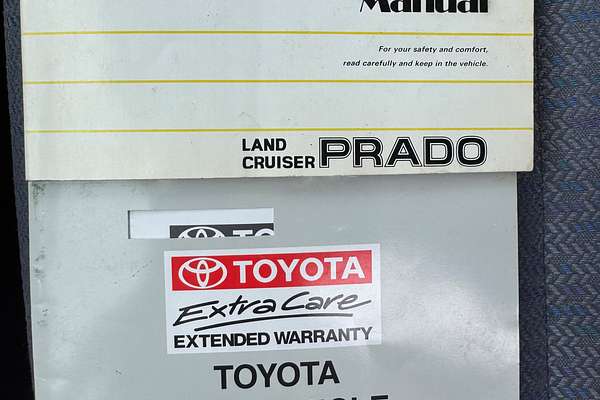 Manual
For your safety and comfort,
read carefully and keep in the vehicle.
LAND
CRUISER PRADO
TOYOTA
Extra Care
EXTENDED WARRANTY
TOYOTA